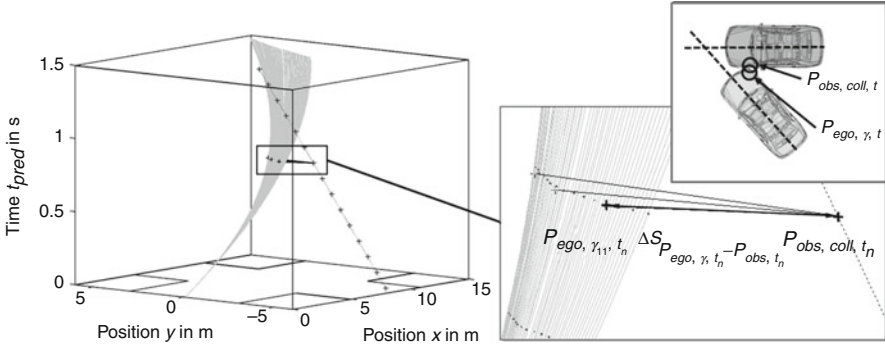 1.5
1
0.5
0
Time t_pred in s
5
0
−5
Position y in m
0
5
10
15
Position x in m
P_obs, coll, t
P_ego, γ, t
P_ego, γ_11, t_n
ΔS_P_ego, γ, t_n−P_obs, t_n
P_obs, coll, t_n